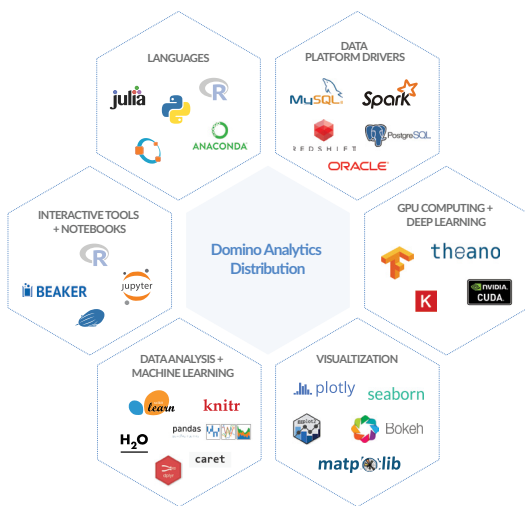 LANGUAGES
julia
R
ANACONDA
DATA
PLATFORM DRIVERS
MySQL
Spark
REDSHIFT
PostgreSQL
ORACLE
INTERACTIVE TOOLS
+ NOTEBOOKS
R
BEAKER
jupyter
Domino Analytics
Distribution
GPU COMPUTING +
DEEP LEARNING
theano
K
NVIDIA
CUDA
DATA ANALYSIS +
MACHINE LEARNING
learn
knitr
pandas
H2O
caret
dplyr
VISUALTIZATION
plotly
seaborn
ggplot2
Bokeh
matplotlib